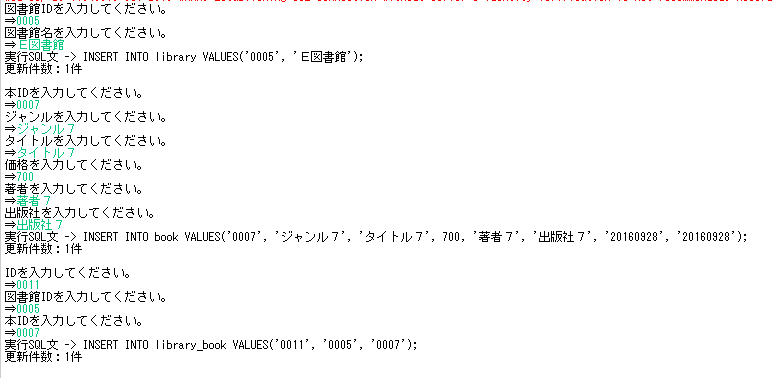 図書館IDを入力してください。
⇒0005
図書館名を入力してください。
⇒Ｅ図書館
実行SQL文 -> INSERT INTO library VALUES('0005', 'Ｅ図書館');
更新件数：1件
本IDを入力してください。
⇒0007
ジャンルを入力してください。
⇒ジャンル７
タイトルを入力してください。
⇒タイトル７
価格を入力してください。
⇒700
著者を入力してください。
⇒著者７
出版社を入力してください。
⇒出版社７
実行SQL文 -> INSERT INTO book VALUES('0007', 'ジャンル７', 'タイトル７', 700, '著者７', '出版社７', '20160928', '20160928');
更新件数：1件
IDを入力してください。
⇒0011
図書館IDを入力してください。
⇒0005
本IDを入力してください。
⇒0007
実行SQL文 -> INSERT INTO library_book VALUES('0011', '0005', '0007');
更新件数：1件